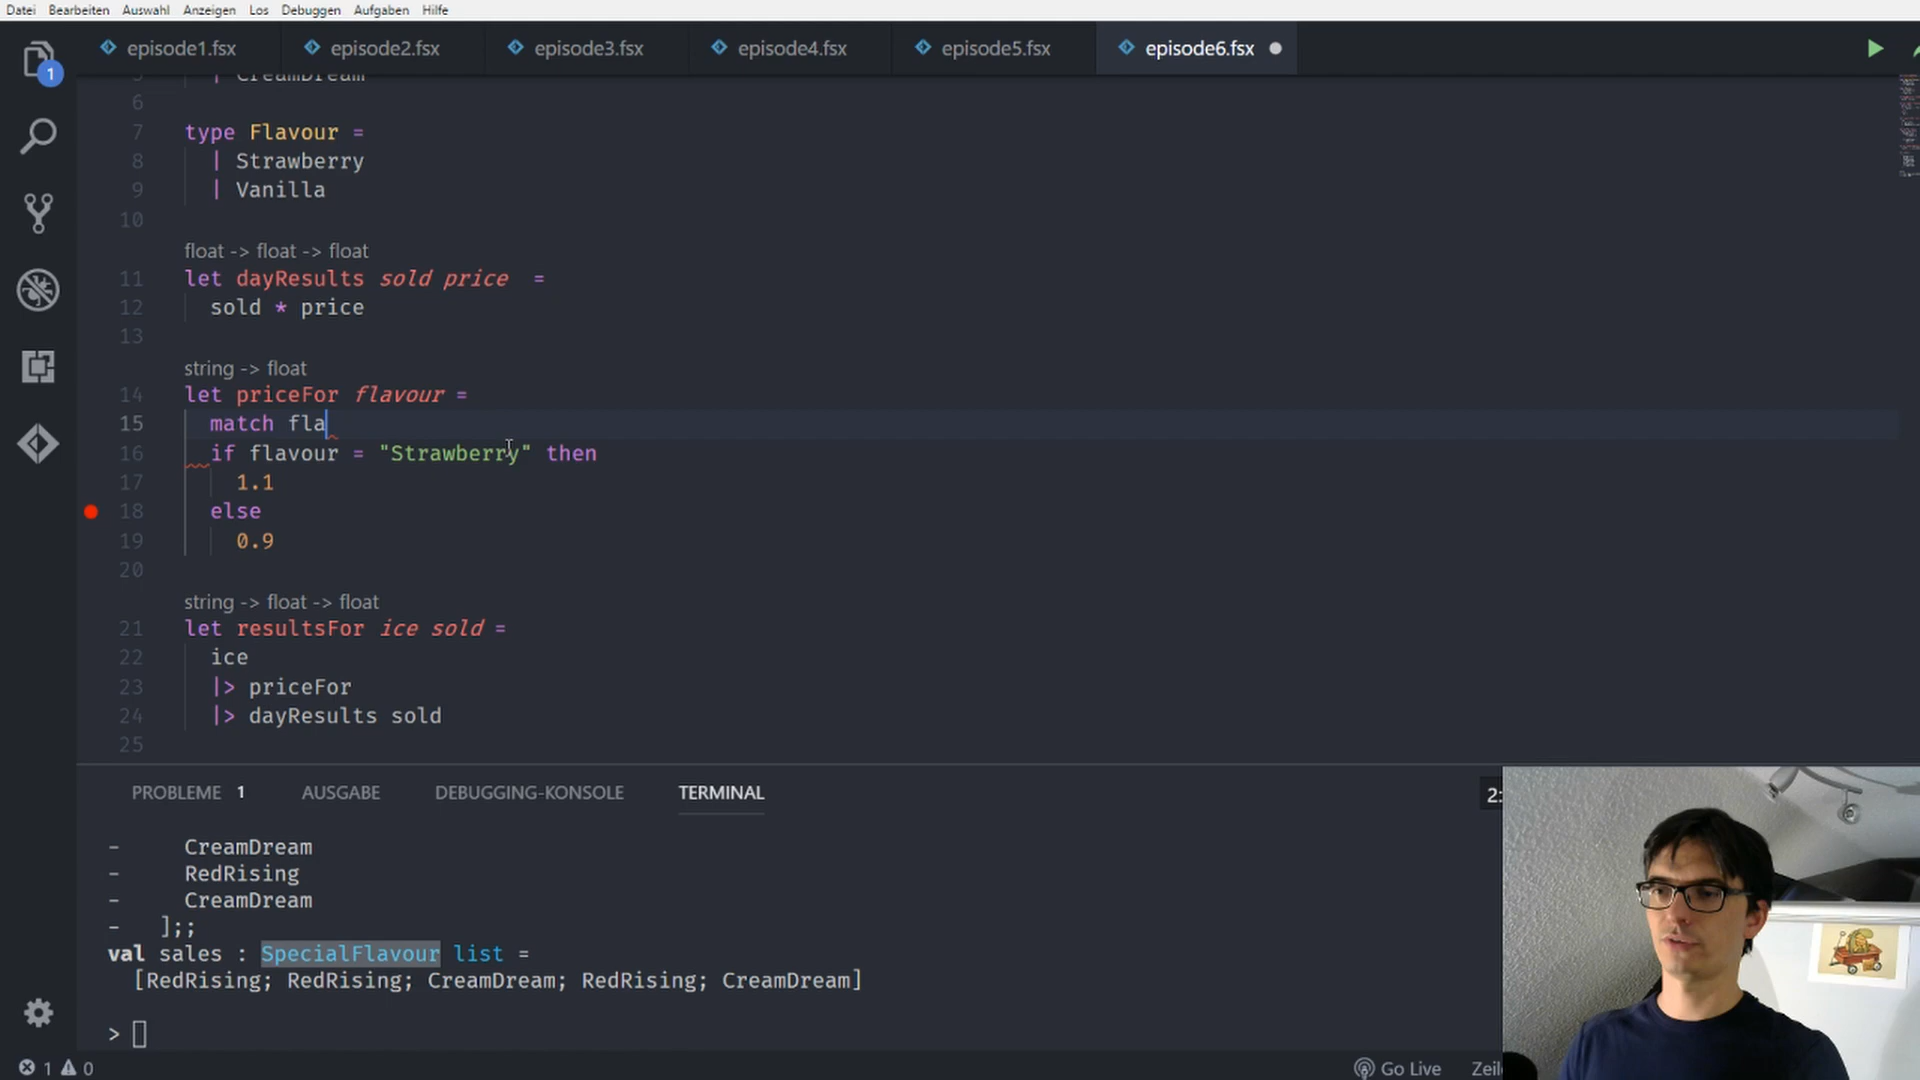 Datei Bearbeiten Auswahl Anzeigen Los Debuggen Aufgaben Hilfe
episode1.fsx episode2.fsx episode3.fsx episode4.fsx episode5.fsx episode6.fsx
1
5 | CreamDream
6
7 type Flavour =
8 | Strawberry
9 | Vanilla
10
float -> float -> float
11 let dayResults sold price =
12 sold * price
13
string -> float
14 let priceFor flavour =
15 match fla
16 if flavour = "Strawberry" then
17 1.1
18 else
19 0.9
20
string -> float -> float
21 let resultsFor ice sold =
22 ice
23 |> priceFor
24 |> dayResults sold
25
PROBLEME 1 AUSGABE DEBUGGING-KONSOLE TERMINAL 2:
- CreamDream
- RedRising
- CreamDream
- ];;
val sales : SpecialFlavour list =
[RedRising; RedRising; CreamDream; RedRising; CreamDream]
>
1 0 Go Live